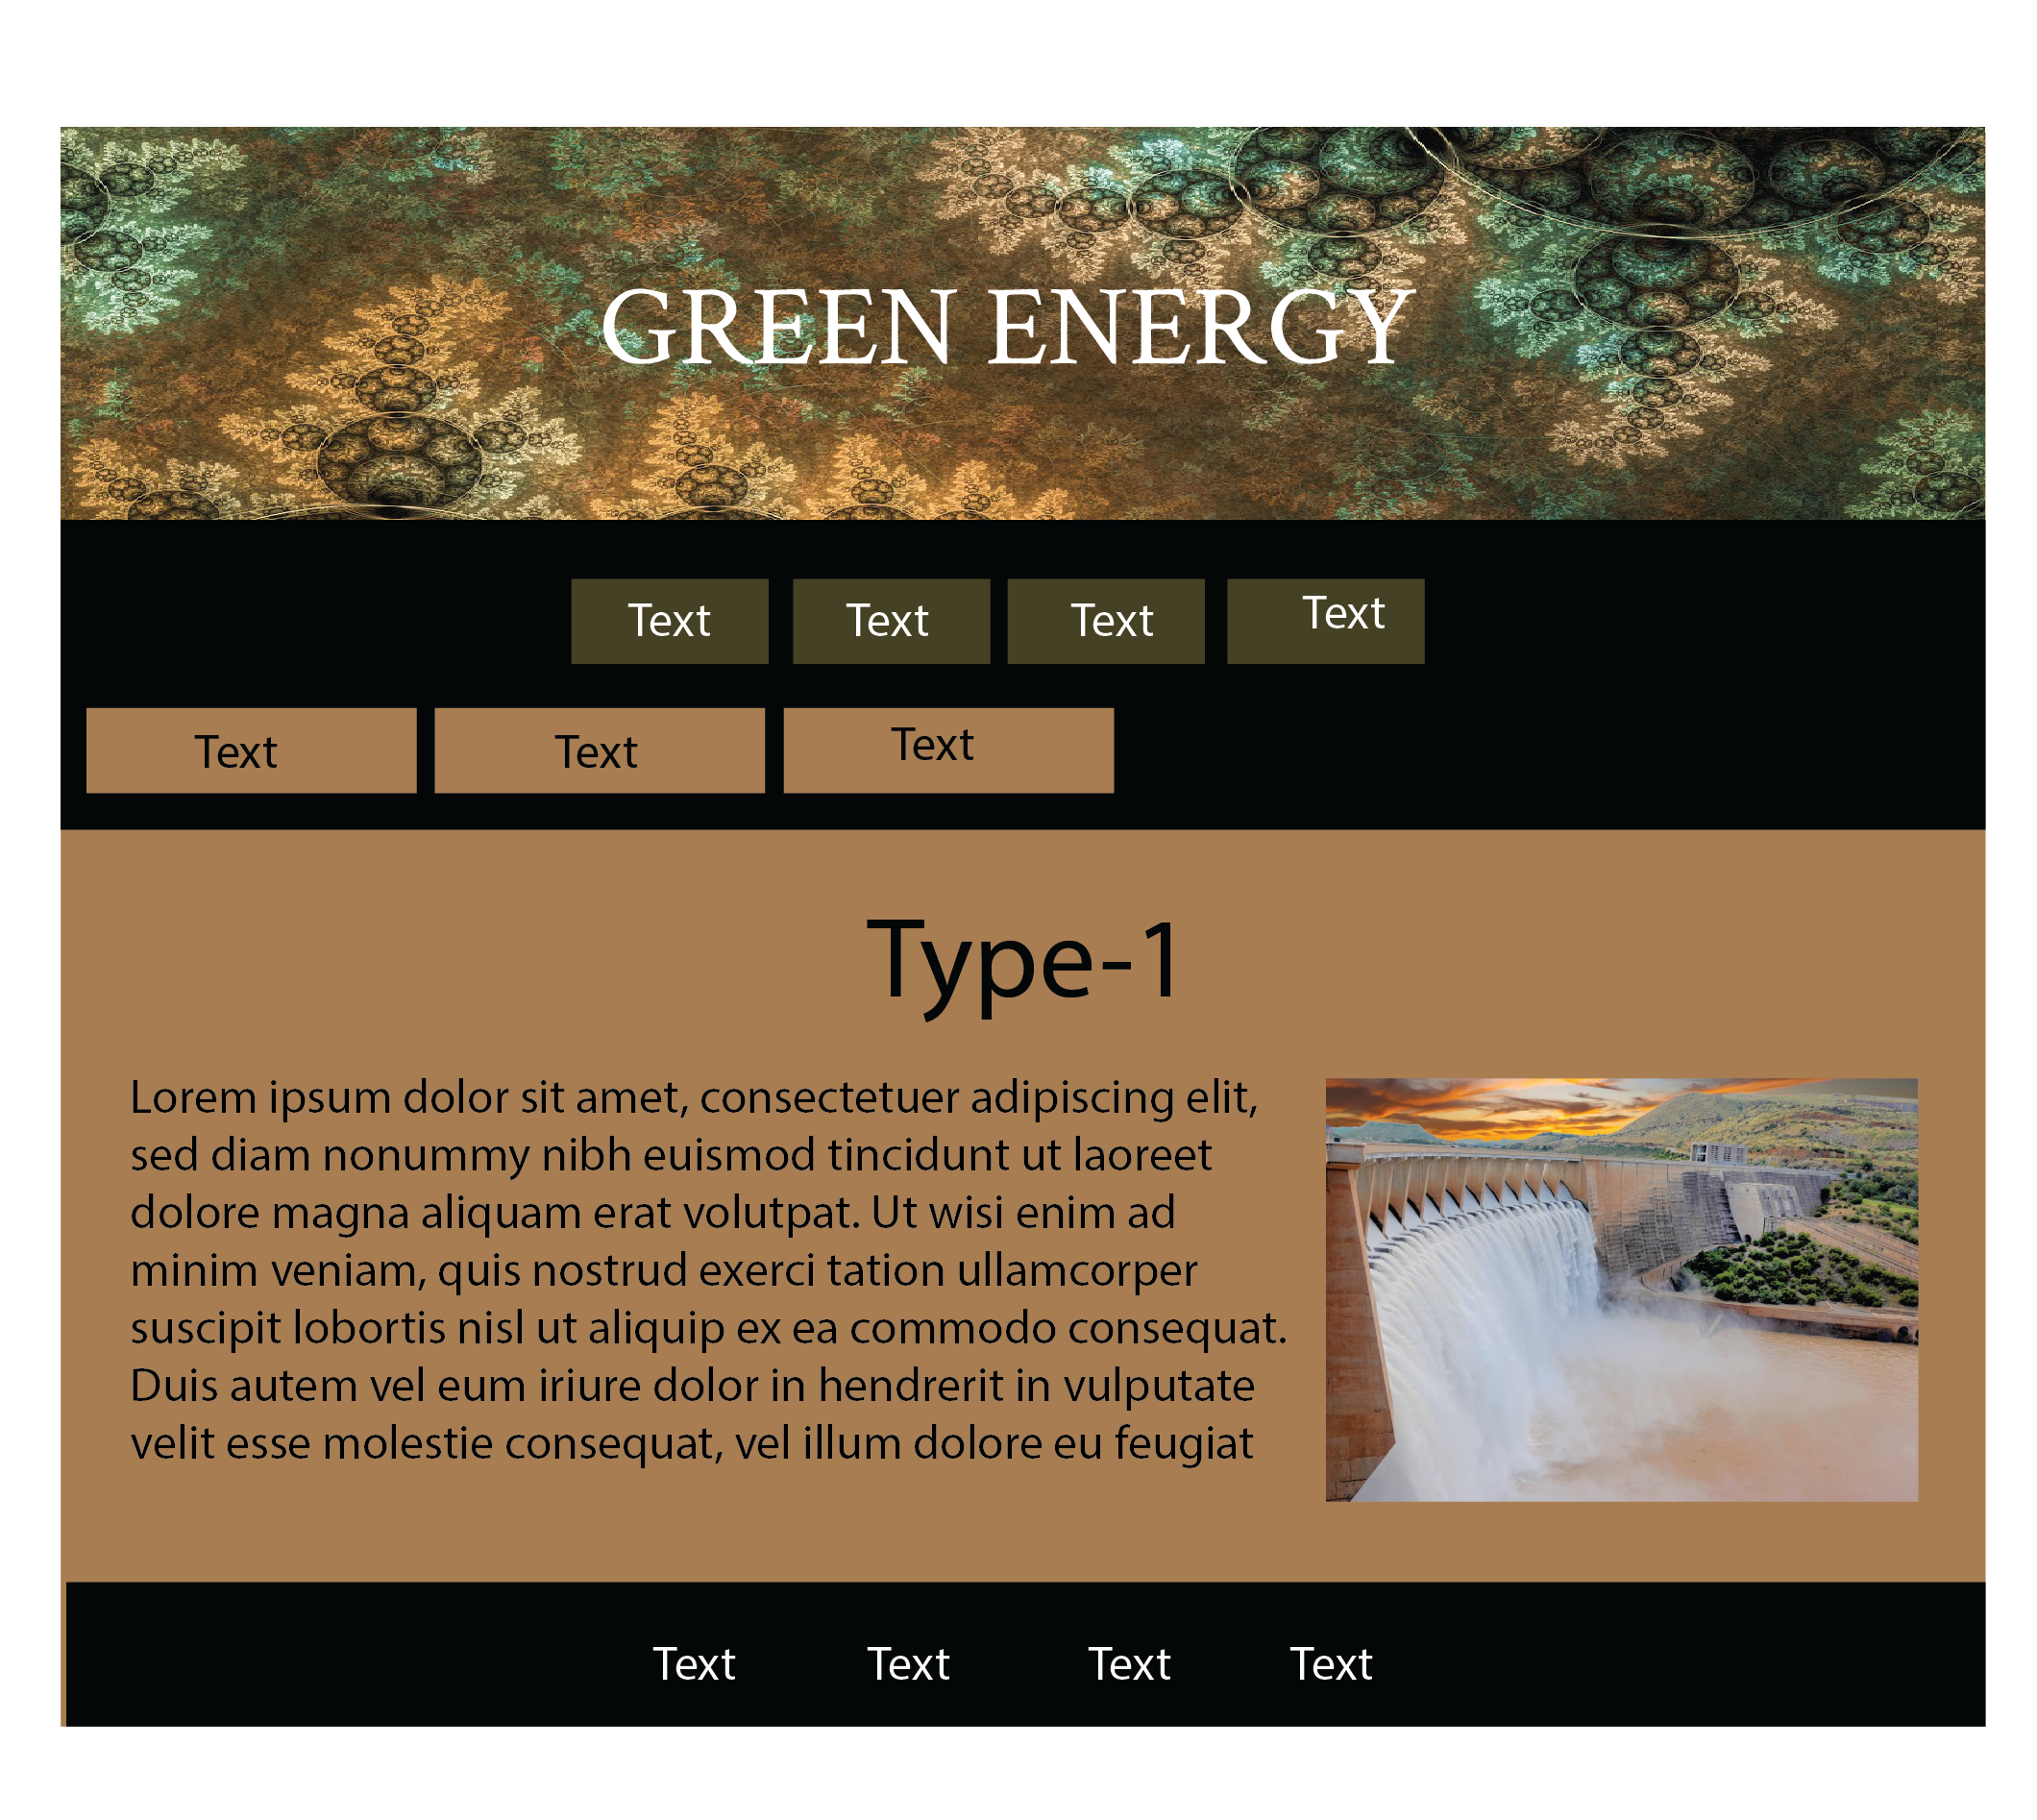 GREEN ENERGY
Text Text Text Text
Text Text Text
Type-1
Lorem ipsum dolor sit amet, consectetuer adipiscing elit,
sed diam nonummy nibh euismod tincidunt ut laoreet
dolore magna aliquam erat volutpat. Ut wisi enim ad
minim veniam, quis nostrud exerci tation ullamcorper
suscipit lobortis nisl ut aliquip ex ea commodo consequat.
Duis autem vel eum iriure dolor in hendrerit in vulputate
velit esse molestie consequat, vel illum dolore eu feugiat
Text Text Text Text